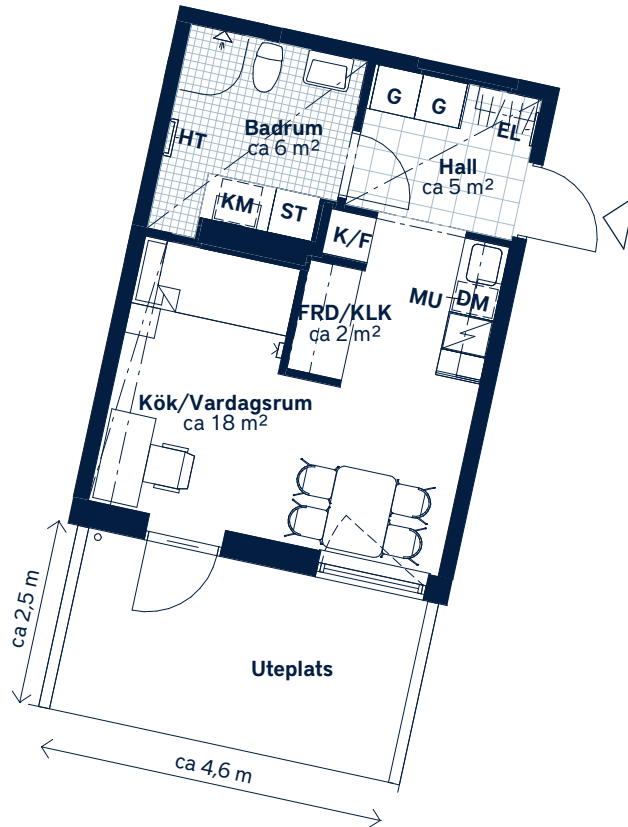 G
G
EL
Badrum
ca 6 m²
HT
Hall
ca 5 m²
KM
ST
K/F
MU
DM
FRD/KLK
ca 2 m²
Kök/Vardagsrum
ca 18 m²
ca 2,5 m
Uteplats
ca 4,6 m